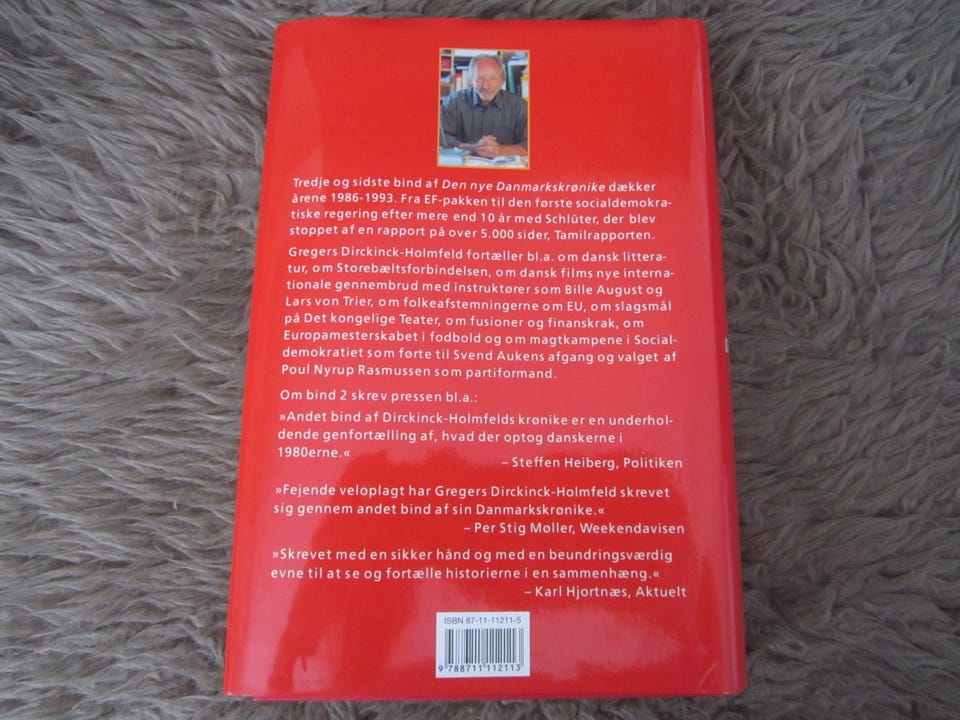 Tredje og sidste bind af Den nye Danmarkskrønike dækker
årene 1986-1993. Fra EF-pakken til den første socialdemokra-
tiske regering efter mere end 10 år med Schlüter, der blev
stoppet af en rapport på over 5.000 sider, Tamilrapporten.
Gregers Dirckinck-Holmfeld fortæller bl.a. om dansk littera-
tur, om Storebæltsforbindelsen, om dansk films nye interna-
tionale gennembrud med instruktører som Bille August og
Lars von Trier, om folkeafstemningerne om EU, om slagsmål
på Det kongelige Teater, om fusioner og finanskrak, om
Europamesterskabet i fodbold og om magtkampene i Social-
demokratiet som førte til Svend Aukens afgang og valget af
Poul Nyrup Rasmussen som partiformand.
Om bind 2 skrev pressen bl.a.:
»Andet bind af Dirckinck-Holmfelds krønike er en underhol-
dende genfortælling af, hvad der optog danskerne i
1980erne.«
– Steffen Heiberg, Politiken
»Fejende veloplagt har Gregers Dirckinck-Holmfeld skrevet
sig gennem andet bind af sin Danmarkskrønike.«
– Per Stig Møller, Weekendavisen
»Skrevet med en sikker hånd og med en beundringsværdig
evne til at se og fortælle historierne i en sammenhæng.«
– Karl Hjortnæs, Aktuelt
ISBN 87-11-11211-5
9 788711 112113